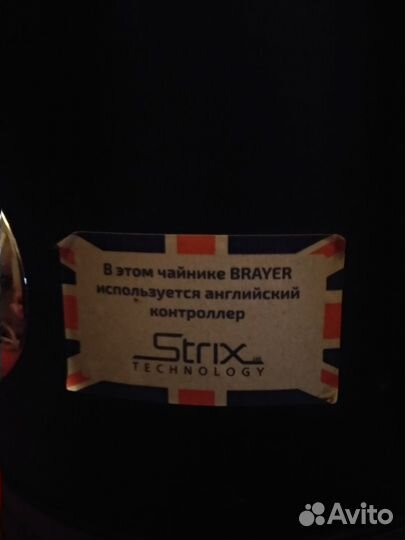 В этом чайнике BRAYER
используется английский
контроллер
Strix
TECHNOLOGY
Avito